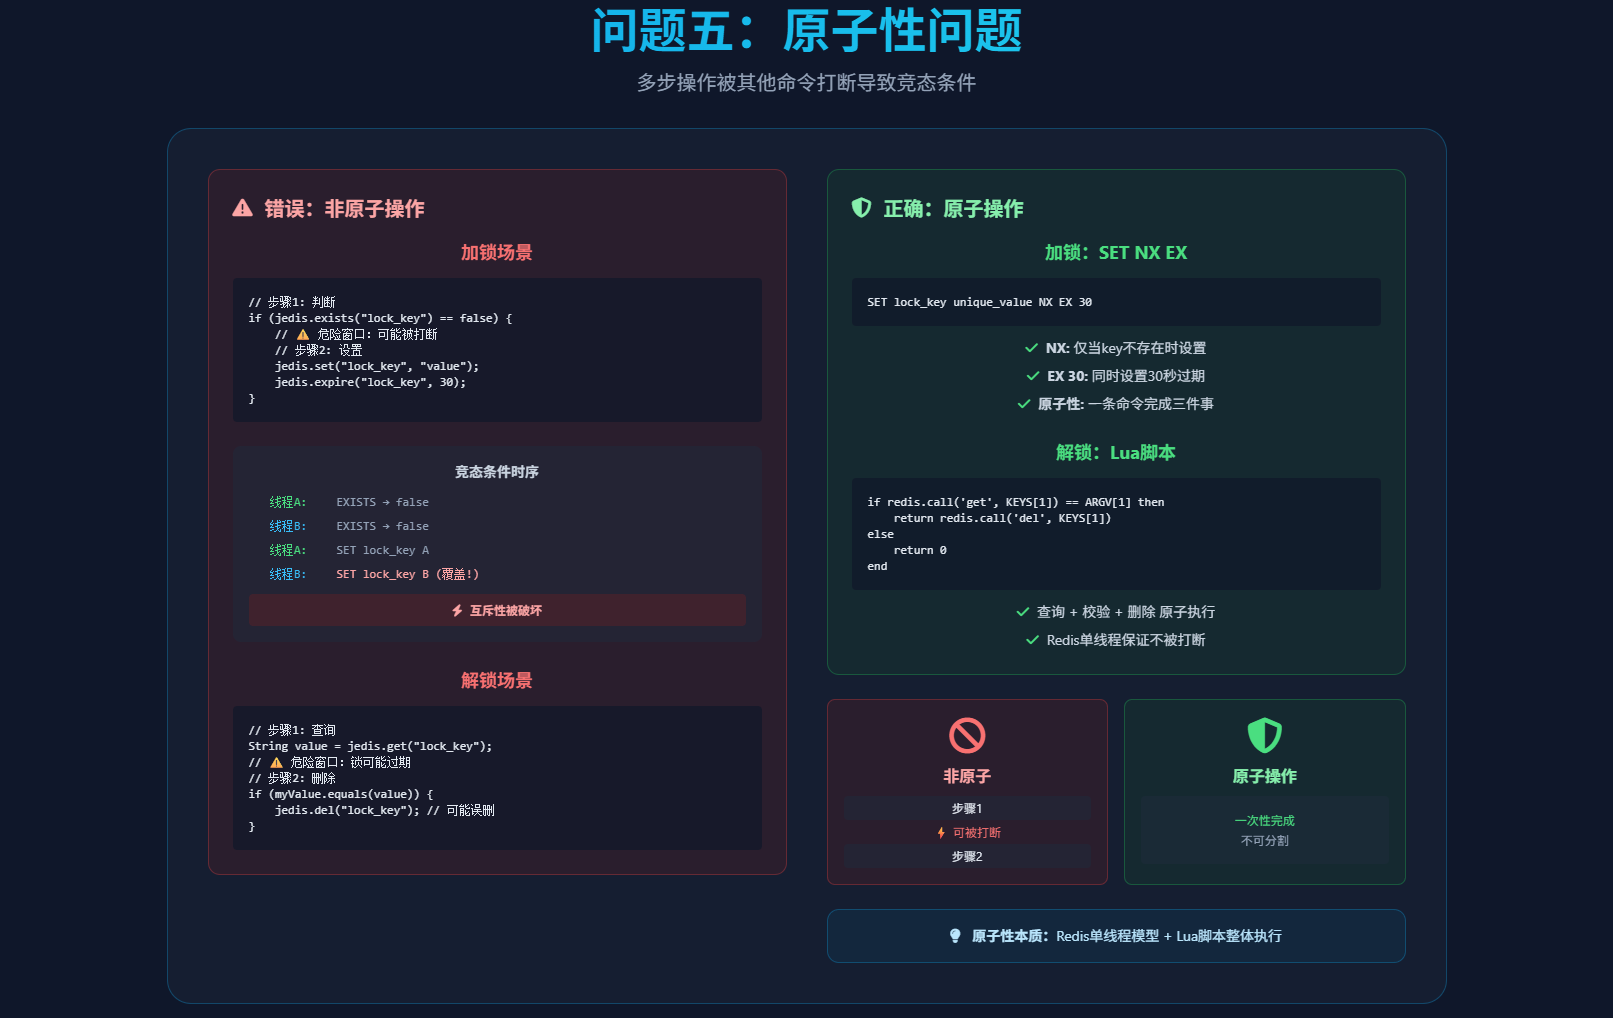 问题五：原子性问题
多步操作被其他命令打断导致竞态条件
错误：非原子操作
加锁场景
// 步骤1: 判断
if (jedis.exists("lock_key") == false) {
    // ⚠️ 危险窗口: 可能被打断
    // 步骤2: 设置
    jedis.set("lock_key", "value");
    jedis.expire("lock_key", 30);
}
竞态条件时序
线程A: EXISTS → false
线程B: EXISTS → false
线程A: SET lock_key A
线程B: SET lock_key B (覆盖!)
互斥性被破坏
解锁场景
// 步骤1: 查询
String value = jedis.get("lock_key");
// ⚠️ 危险窗口: 锁可能过期
// 步骤2: 删除
if (myValue.equals(value)) {
    jedis.del("lock_key"); // 可能误删
}
正确：原子操作
加锁：SET NX EX
SET lock_key unique_value NX EX 30
NX: 仅当key不存在时设置
EX 30: 同时设置30秒过期
原子性: 一条命令完成三件事
解锁：Lua脚本
if redis.call('get', KEYS[1]) == ARGV[1] then
    return redis.call('del', KEYS[1])
else
    return 0
end
查询 + 校验 + 删除 原子执行
Redis单线程保证不被打断
非原子
步骤1
可被打断
步骤2
原子操作
一次性完成
不可分割
原子性本质：Redis单线程模型 + Lua脚本整体执行